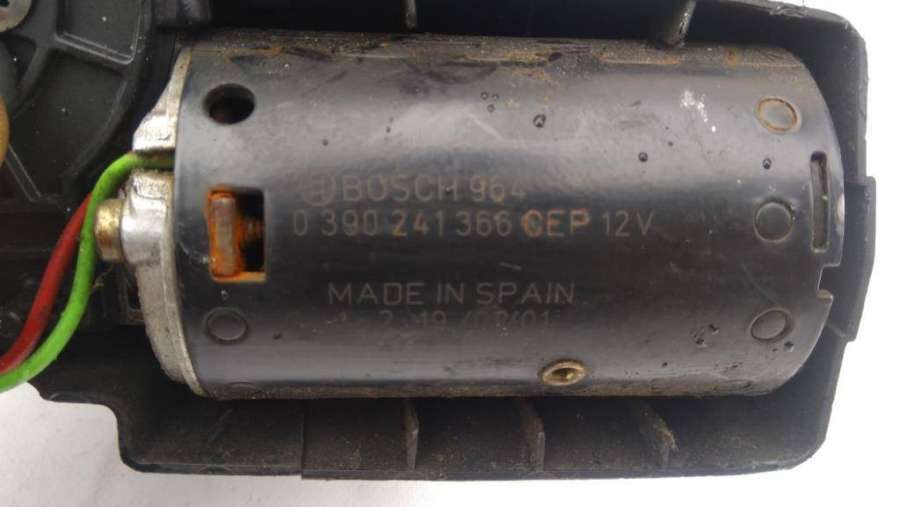 BOSCH 964
0 390 241 366 CEP 12V
MADE IN SPAIN